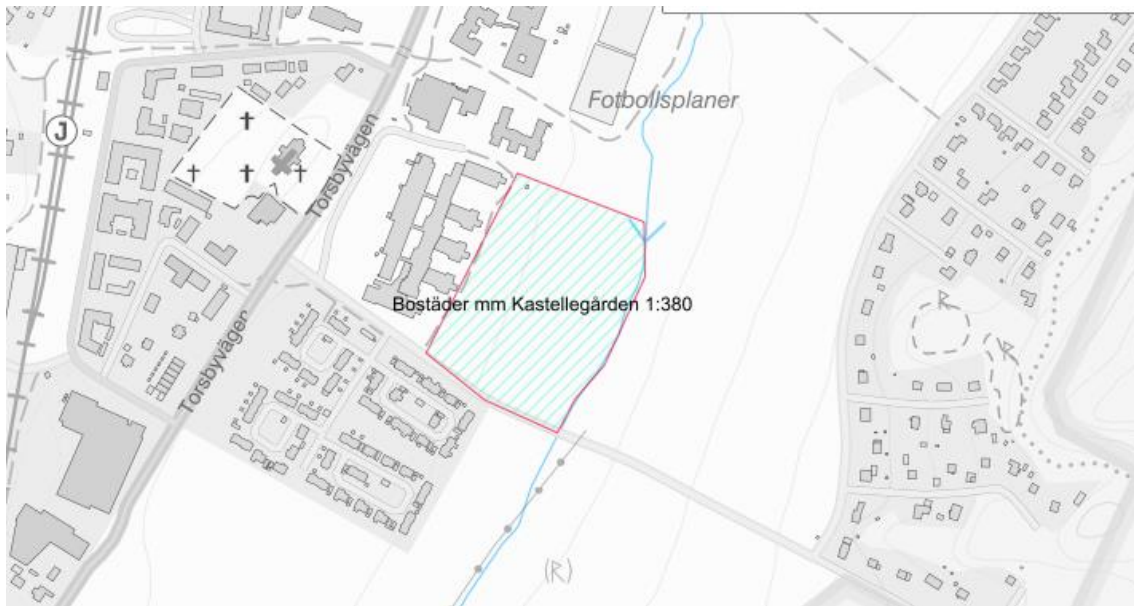 Fotbollsplaner
J
Torsbyvägen
Bostäder mm Kastellegården 1:380
R
R
Torsbyvägen
(R)